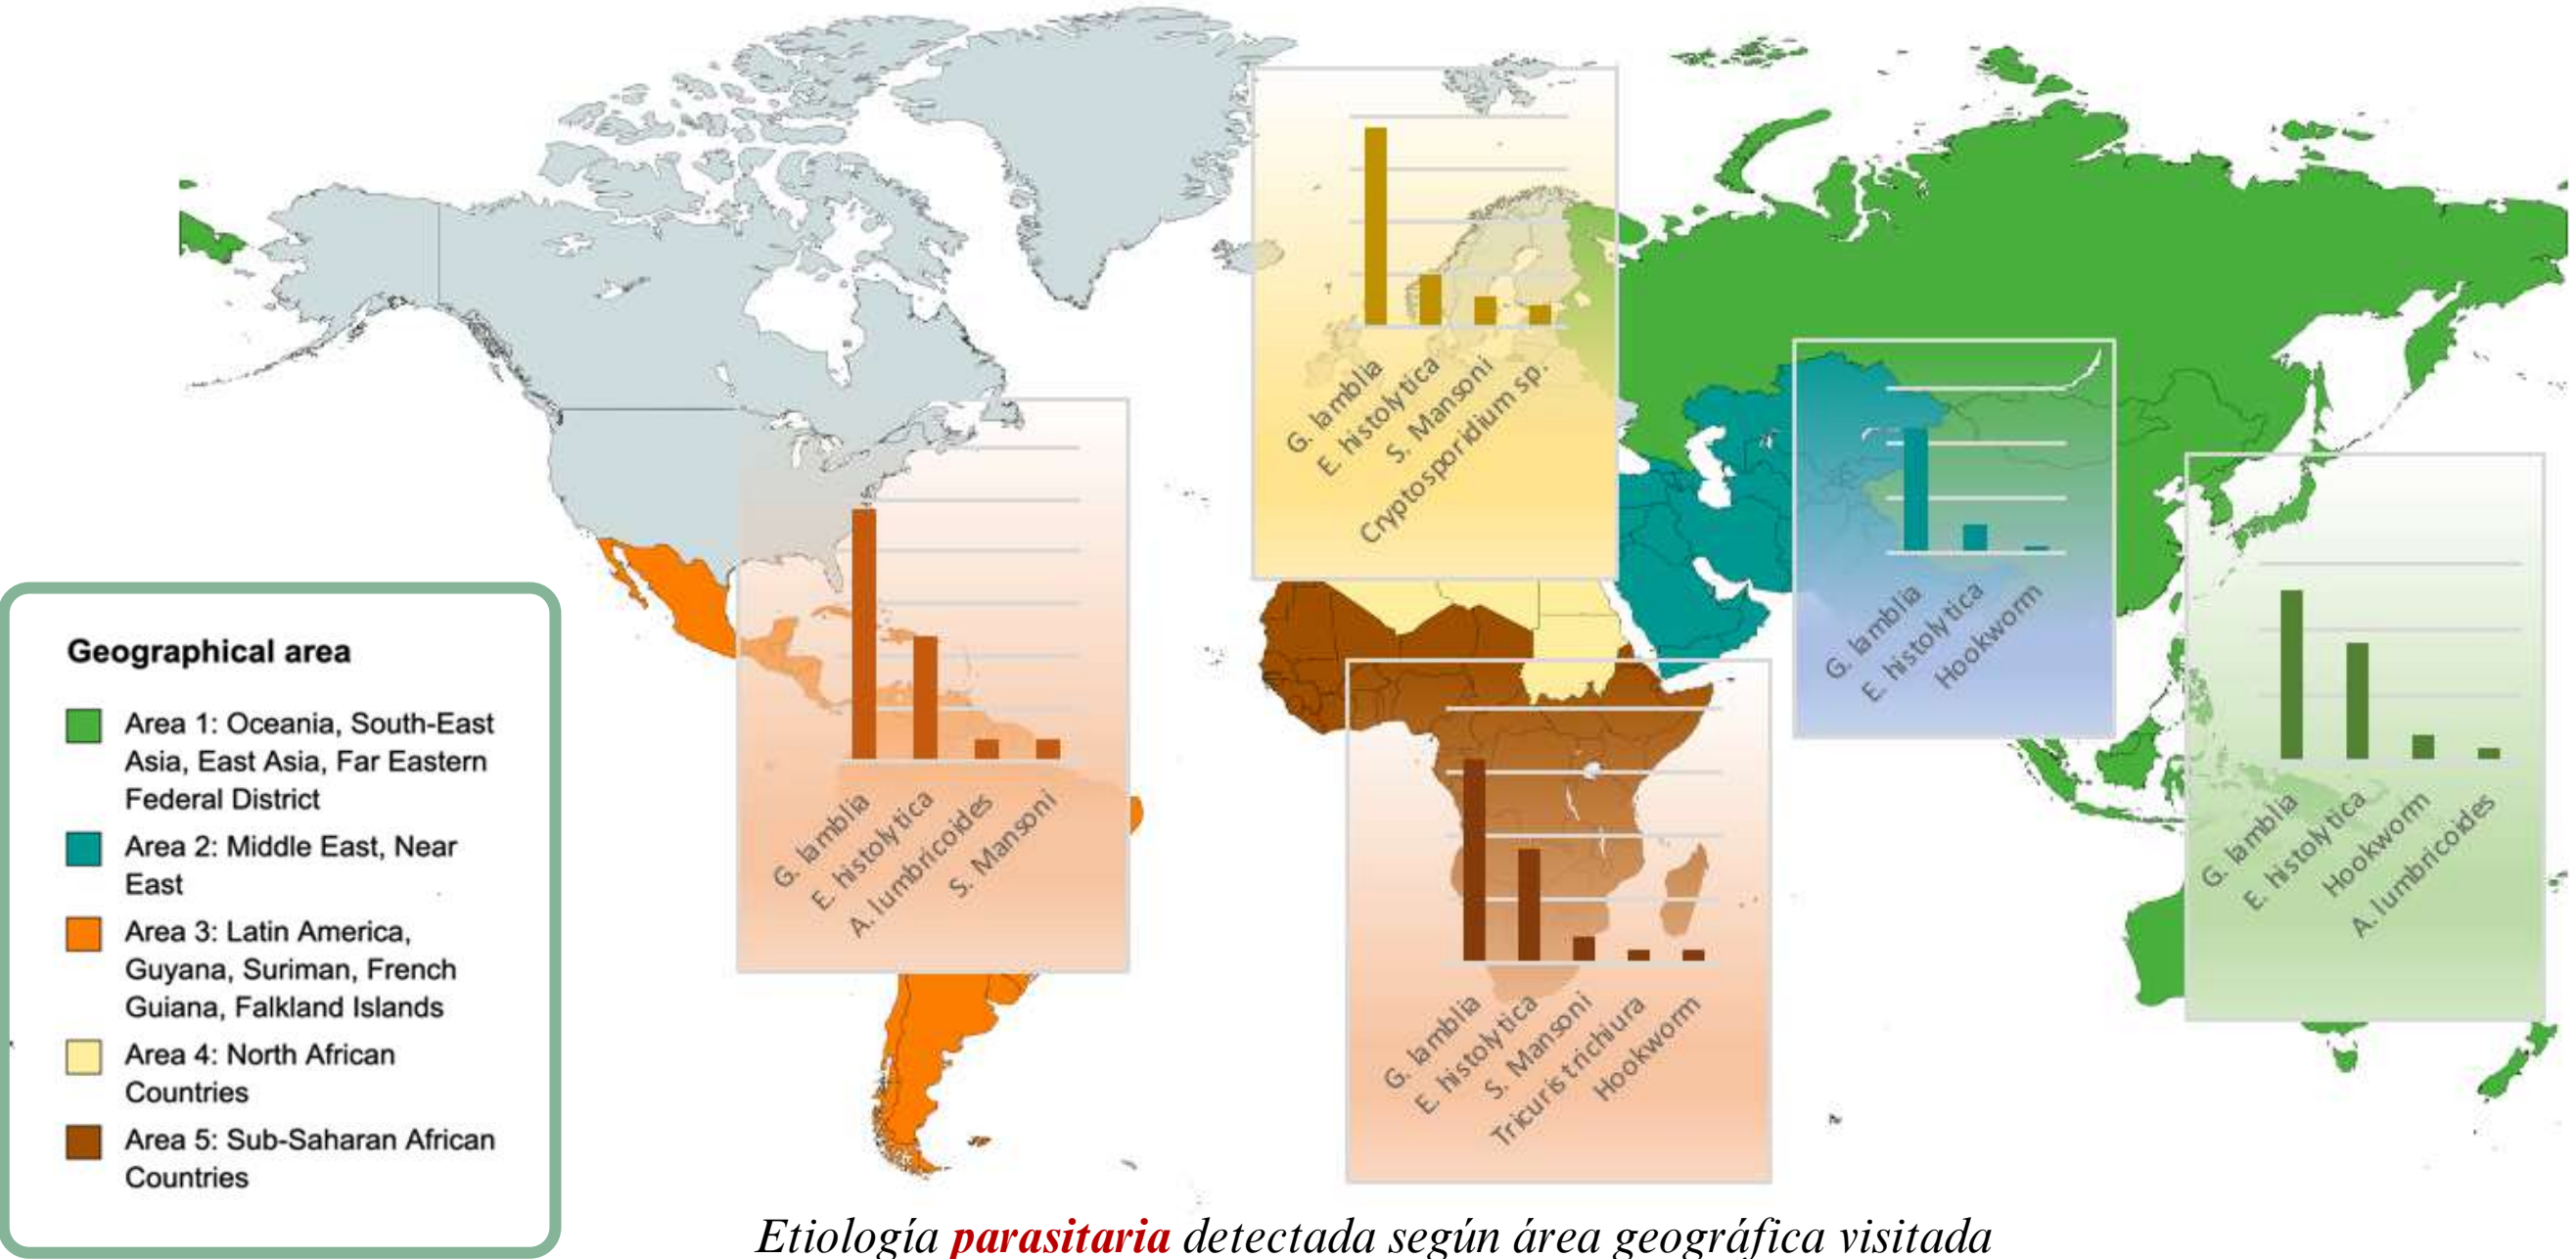 G. lamblia
E. histolytica
S. Mansoni
Cryptosporidium sp.
G. lamblia
E. histolytica
Hookworm
G. lamblia
E. histolytica
A. lumbricoides
S. Mansoni
G. lamblia
E. histolytica
Hookworm
A. lumbricoides
G. lamblia
E. histolytica
S. Mansoni
Tricuris trichiura
Hookworm
Geographical area
Area 1: Oceania, South-East
Asia, East Asia, Far Eastern
Federal District
Area 2: Middle East, Near
East
Area 3: Latin America,
Guyana, Suriman, French
Guiana, Falkland Islands
Area 4: North African
Countries
Area 5: Sub-Saharan African
Countries
Etiología parasitaria detectada según área geográfica visitada